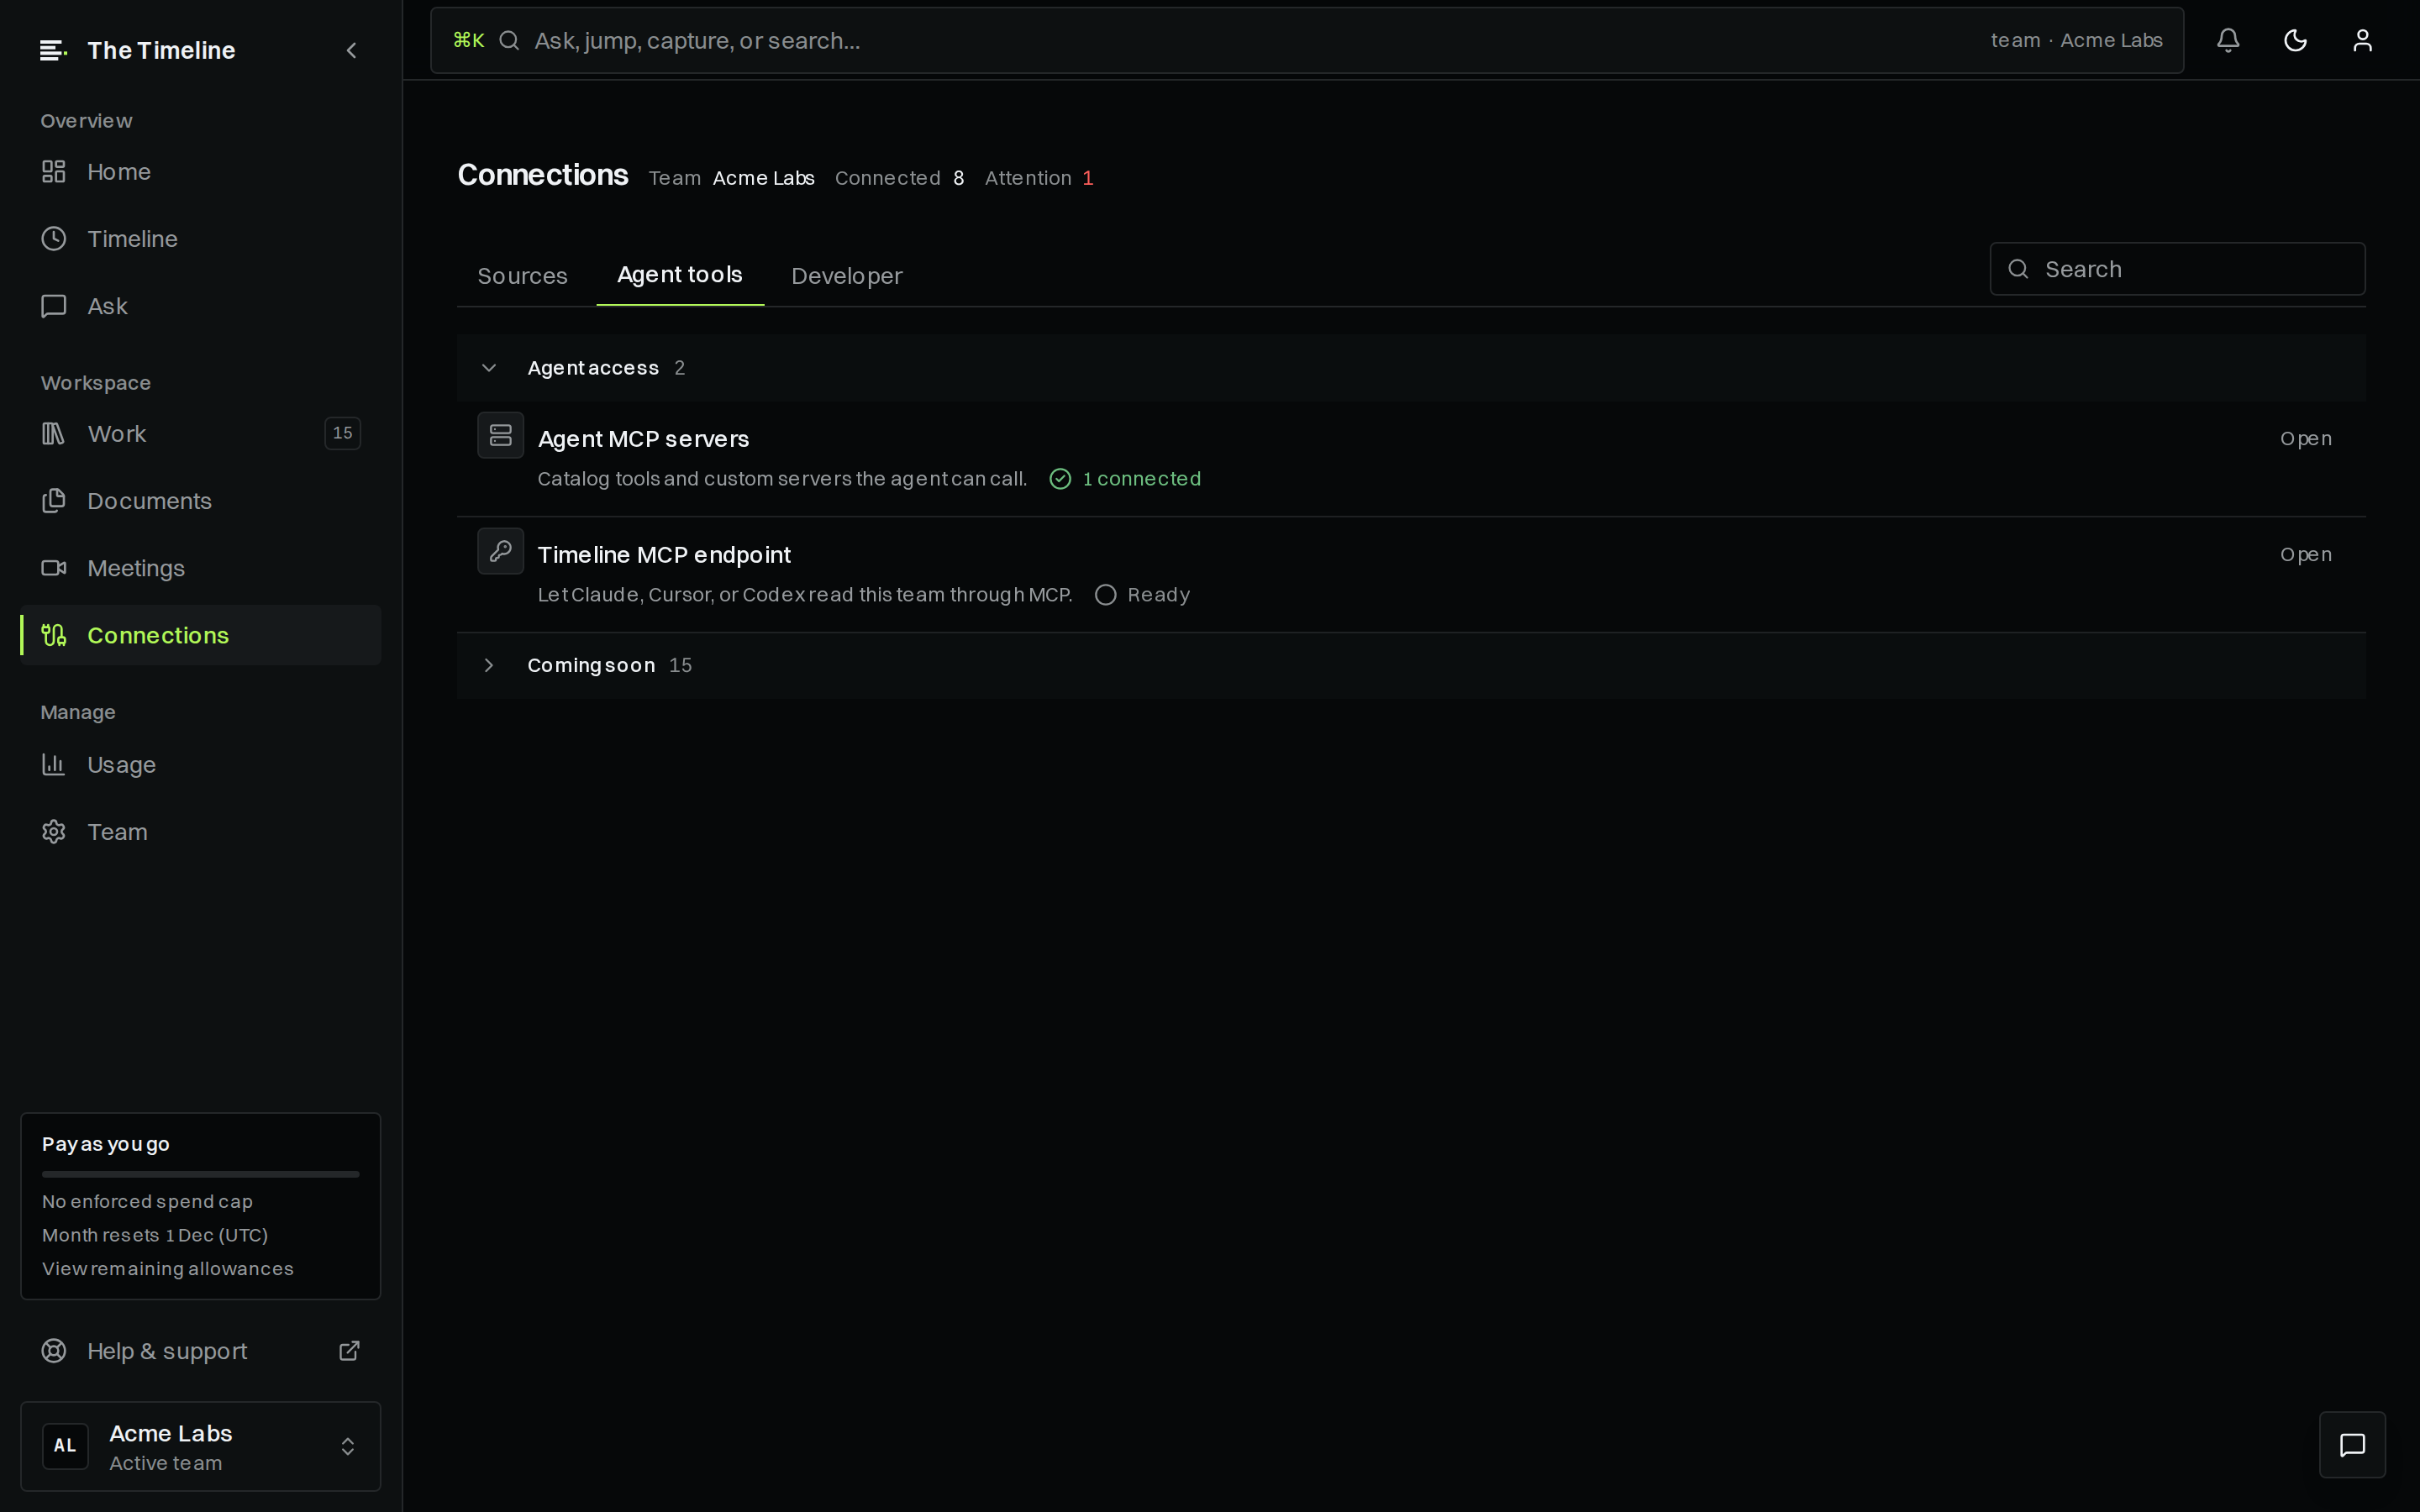 The Timeline
Overview
Home
Timeline
Ask
Workspace
Work 15
Documents
Meetings
Connections
Manage
Usage
Team
Pay as you go
No enforced spend cap
Month resets 1 Dec (UTC)
View remaining allowances
Help & support
AL
Acme Labs
Active team
⌘K Ask, jump, capture, or search... team · Acme Labs
Connections Team Acme Labs Connected 8 Attention 1
Sources Agent tools Developer Search
Agent access 2
Agent MCP servers Open
Catalog tools and custom servers the agent can call. 1 connected
Timeline MCP endpoint Open
Let Claude, Cursor, or Codex read this team through MCP. Ready
Coming soon 15